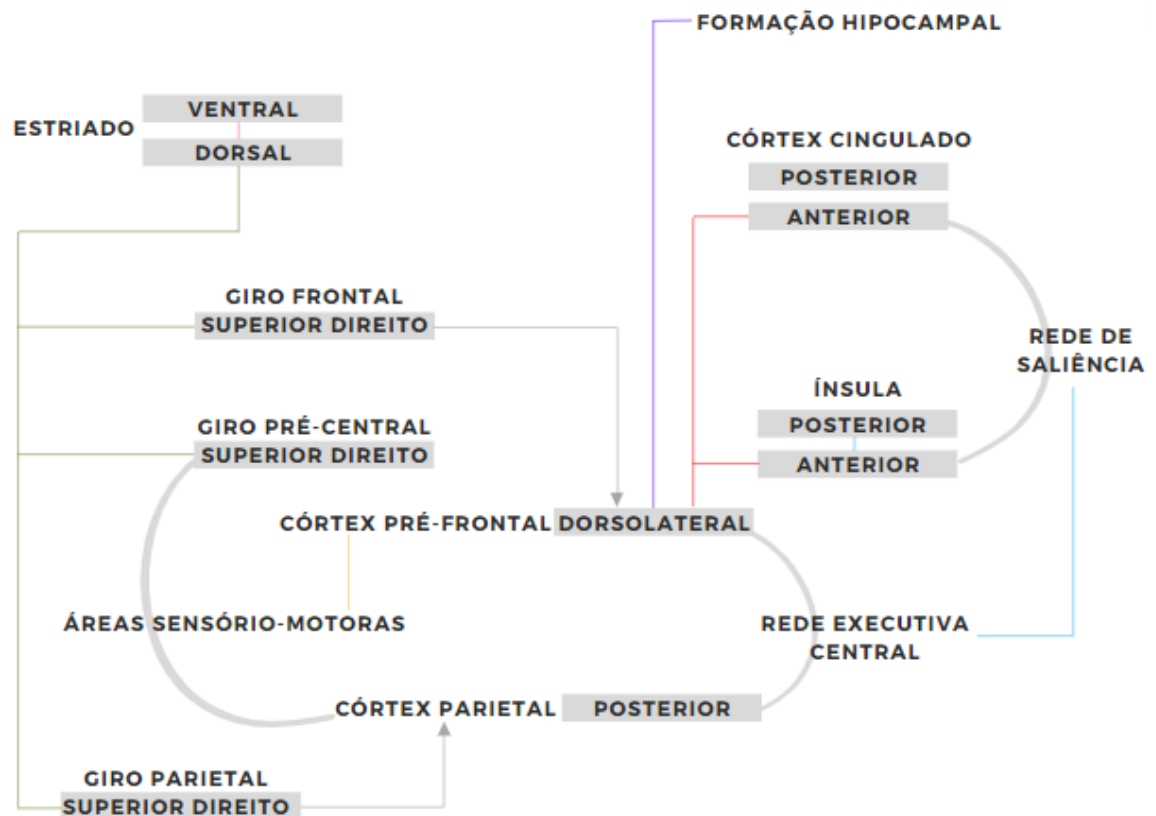 FORMAÇÃO HIPOCAMPAL
ESTRIADO
VENTRAL
DORSAL
CÓRTEX CINGULADO
POSTERIOR
ANTERIOR
GIRO FRONTAL
SUPERIOR DIREITO
REDE DE
SALIÊNCIA
ÍNSULA
POSTERIOR
ANTERIOR
GIRO PRÉ-CENTRAL
SUPERIOR DIREITO
CÓRTEX PRÉ-FRONTAL DORSOLATERAL
ÁREAS SENSÓRIO-MOTORAS
REDE EXECUTIVA
CENTRAL
CÓRTEX PARIETAL POSTERIOR
GIRO PARIETAL
SUPERIOR DIREITO